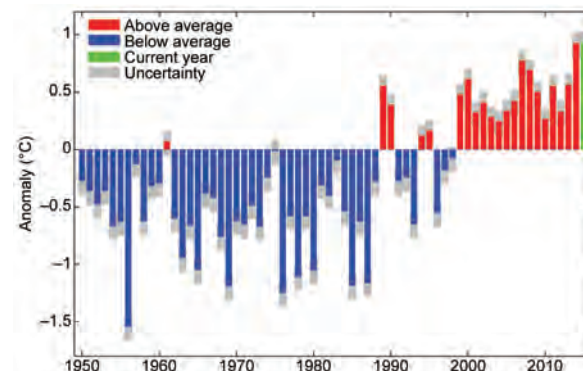 1
Above average
Below average
0.5
Current year
Uncertainty
0
Anomaly (°C)
−0.5
−1
−1.5
1950 1960 1970 1980 1990 2000 2010